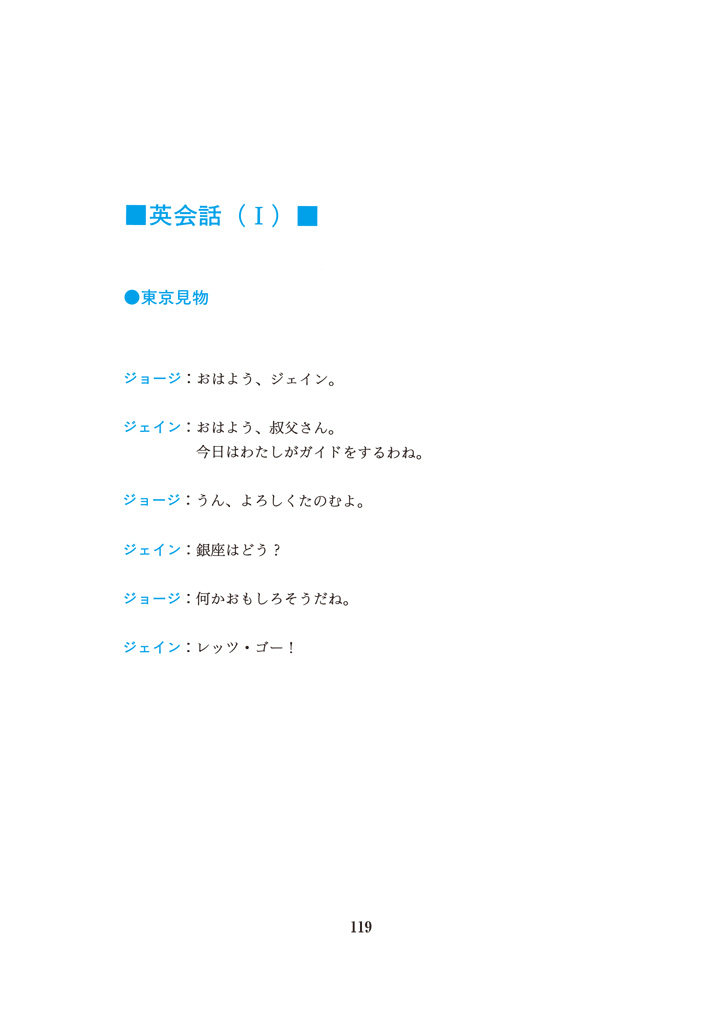 ■英会話（Ｉ）■
●東京見物
ジョージ：おはよう、ジェイン。
ジェイン：おはよう、叔父さん。
今日はわたしがガイドをするわね。
ジョージ：うん、よろしくたのむよ。
ジェイン：銀座はどう？
ジョージ：何かおもしろそうだね。
ジェイン：レッツ・ゴー！
119